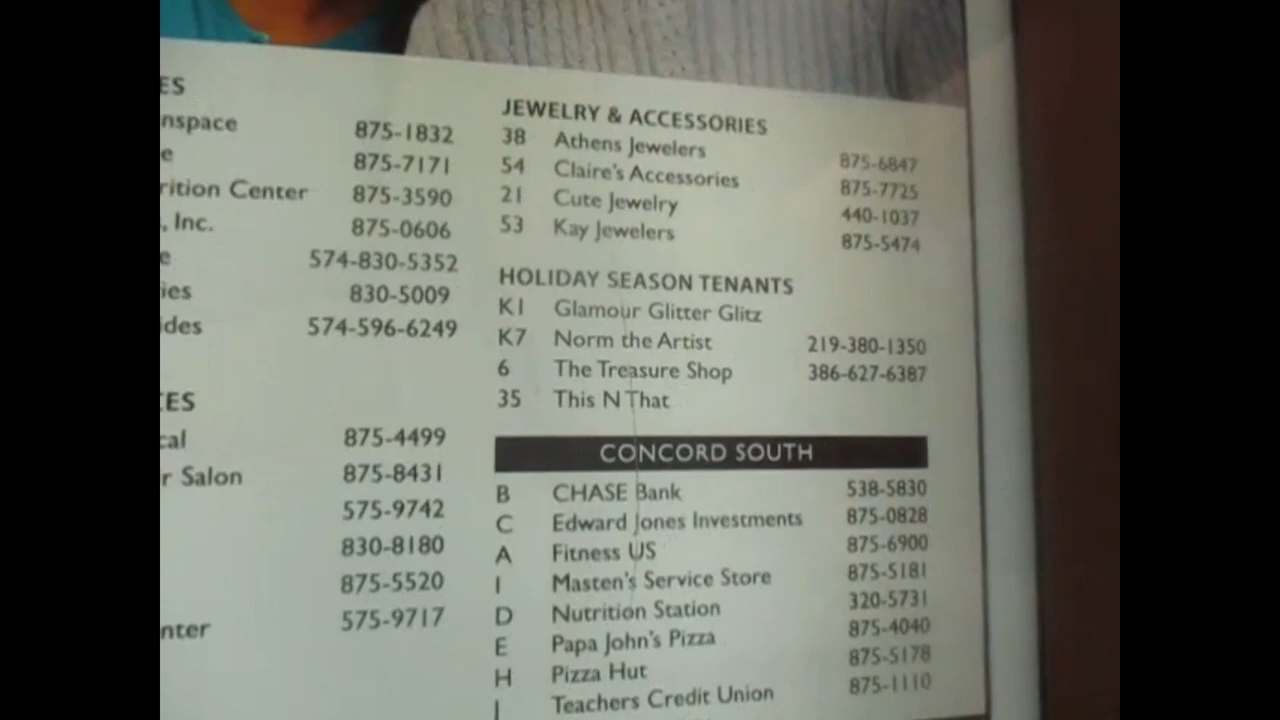 ES
nspace 875-1832
e 875-7171
rition Center 875-3590
, Inc. 875-0606
e 574-830-5352
ies 830-5009
ides 574-596-6249
ES
cal 875-4499
r Salon 875-8431
575-9742
830-8180
875-5520
nter 575-9717
JEWELRY & ACCESSORIES
38 Athens Jewelers 875-6847
54 Claire's Accessories 875-7725
21 Cute Jewelry 440-1037
53 Kay Jewelers 875-5474
HOLIDAY SEASON TENANTS
K1 Glamour Glitter Glitz
K7 Norm the Artist 219-380-1350
6 The Treasure Shop 386-627-6387
35 This N That
CONCORD SOUTH
B CHASE Bank 538-5830
C Edward Jones Investments 875-0828
A Fitness US 875-6900
I Masten's Service Store 875-5181
D Nutrition Station 320-5731
E Papa John's Pizza 875-4040
H Pizza Hut 875-5178
Teachers Credit Union 875-1110